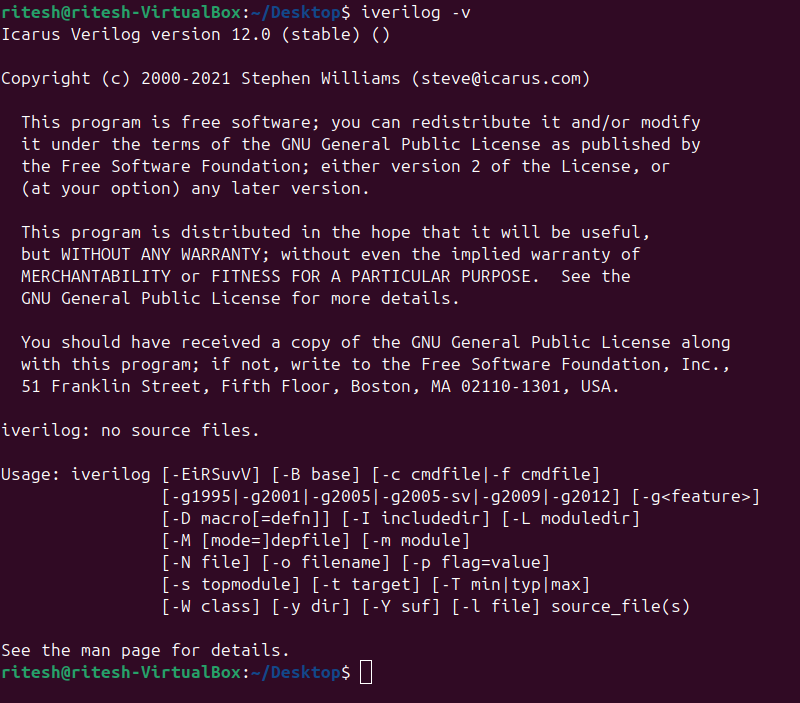 ritesh@ritesh-VirtualBox:~/Desktop$ iverilog -v
Icarus Verilog version 12.0 (stable) ()
Copyright (c) 2000-2021 Stephen Williams (steve@icarus.com)
  This program is free software; you can redistribute it and/or modify
  it under the terms of the GNU General Public License as published by
  the Free Software Foundation; either version 2 of the License, or
  (at your option) any later version.
  This program is distributed in the hope that it will be useful,
  but WITHOUT ANY WARRANTY; without even the implied warranty of
  MERCHANTABILITY or FITNESS FOR A PARTICULAR PURPOSE.  See the
  GNU General Public License for more details.
  You should have received a copy of the GNU General Public License along
  with this program; if not, write to the Free Software Foundation, Inc.,
  51 Franklin Street, Fifth Floor, Boston, MA 02110-1301, USA.
iverilog: no source files.
Usage: iverilog [-EiRSuvV] [-B base] [-c cmdfile|-f cmdfile]
                [-g1995|-g2001|-g2005|-g2005-sv|-g2009|-g2012] [-g<feature>]
                [-D macro[=defn]] [-I includedir] [-L moduledir]
                [-M [mode=]depfile] [-m module]
                [-N file] [-o filename] [-p flag=value]
                [-s topmodule] [-t target] [-T min|typ|max]
                [-W class] [-y dir] [-Y suf] [-l file] source_file(s)
See the man page for details.
ritesh@ritesh-VirtualBox:~/Desktop$